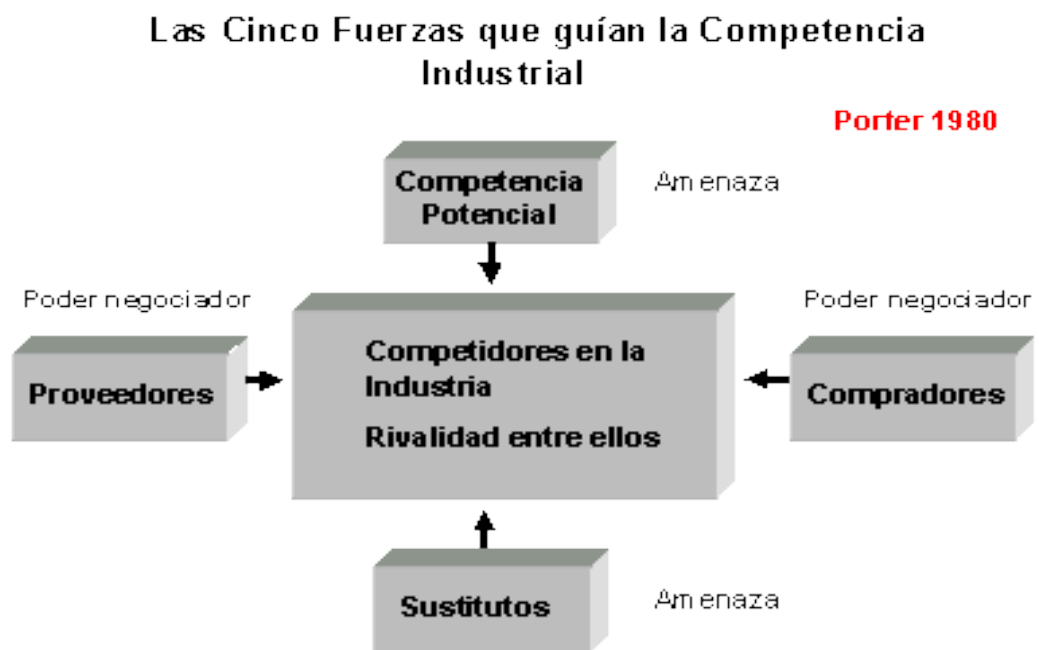 Las Cinco Fuerzas que guían la Competencia
Industrial
Porter 1980
Competencia
Potencial
Amenaza
Poder negociador
Poder negociador
Proveedores
Competidores en la
Industria
Rivalidad entre ellos
Compradores
Sustitutos
Amenaza